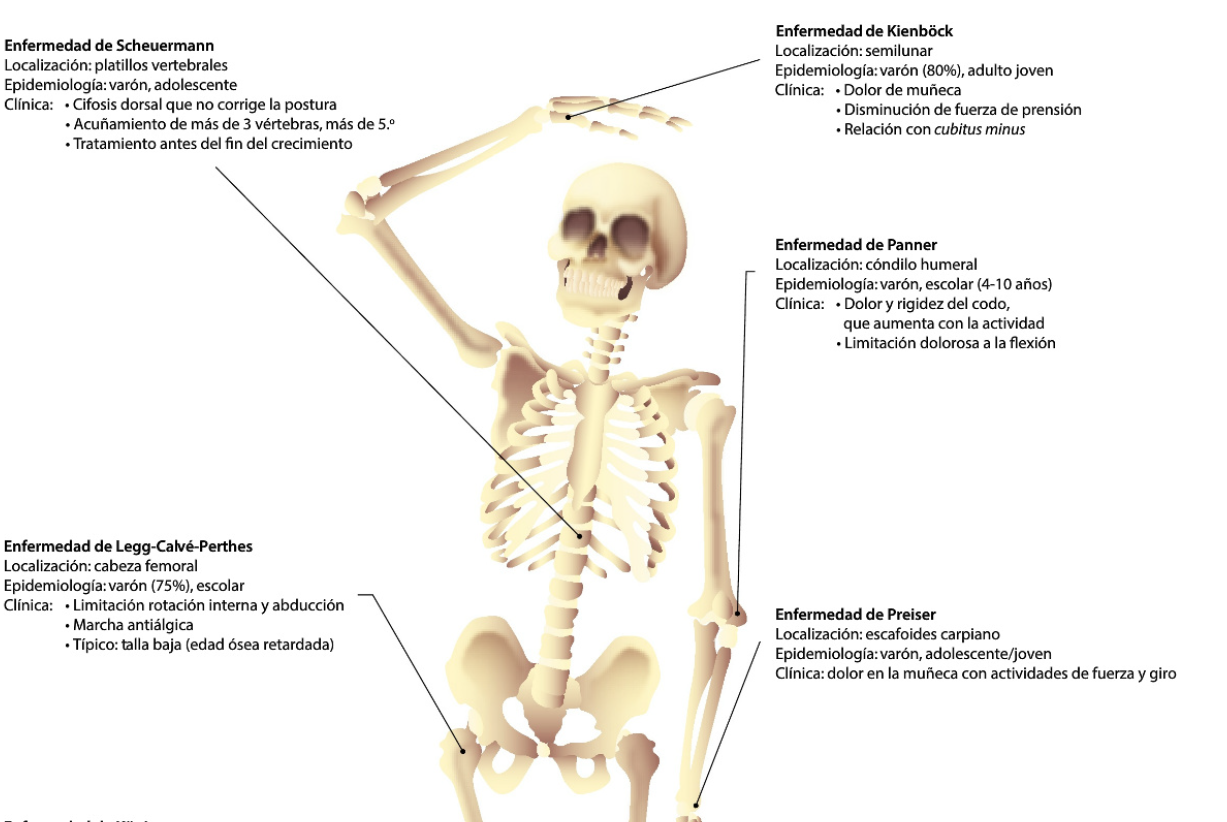 Enfermedad de Scheuermann
Localización: platillos vertebrales
Epidemiología: varón, adolescente
Clínica: • Cifosis dorsal que no corrige la postura
• Acuñamiento de más de 3 vértebras, más de 5.º
• Tratamiento antes del fin del crecimiento
Enfermedad de Kienböck
Localización: semilunar
Epidemiología: varón (80%), adulto joven
Clínica: • Dolor de muñeca
• Disminución de fuerza de prensión
• Relación con cubitus minus
Enfermedad de Panner
Localización: cóndilo humeral
Epidemiología: varón, escolar (4-10 años)
Clínica: • Dolor y rigidez del codo,
que aumenta con la actividad
• Limitación dolorosa a la flexión
Enfermedad de Legg-Calvé-Perthes
Localización: cabeza femoral
Epidemiología: varón (75%), escolar
Clínica: • Limitación rotación interna y abducción
• Marcha antiálgica
• Típico: talla baja (edad ósea retardada)
Enfermedad de Preiser
Localización: escafoides carpiano
Epidemiología: varón, adolescente/joven
Clínica: dolor en la muñeca con actividades de fuerza y giro